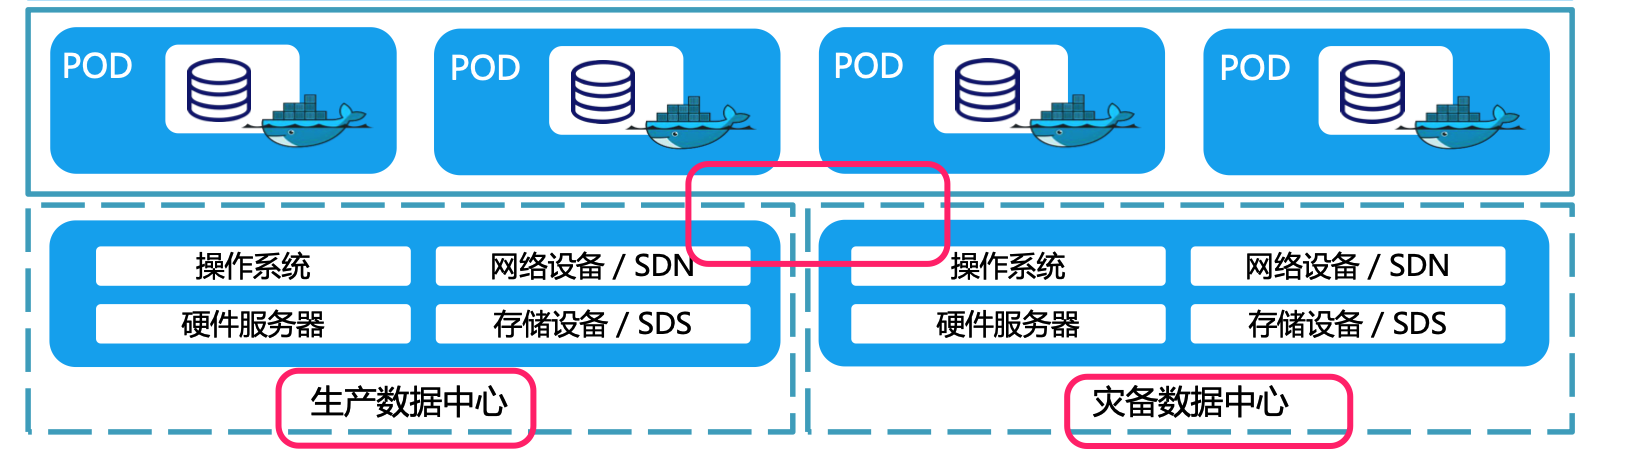 POD
POD
POD
POD
操作系统
网络设备 / SDN
操作系统
网络设备 / SDN
硬件服务器
存储设备 / SDS
硬件服务器
存储设备 / SDS
生产数据中心
灾备数据中心